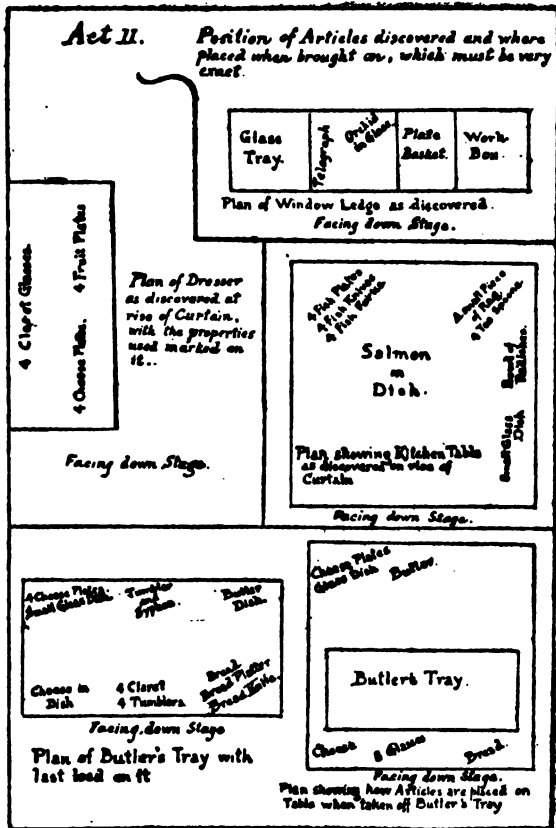 Act II.
Position of Articles discovered and where
placed when brought on, which must be very
exact.
Glass
Tray.
Telegraph
Orchid
in Glass.
Plate
Basket.
Work
Box.
Plan of Window Ledge as discovered.
Facing down Stage.
4 Claret Glasses.
4 Fruit Plates
4 Cheese Plates.
Plan of Dresser
as discovered at
rise of Curtain,
with the properties
used marked on
it..
Facing down Stage.
4 Fish Plates
4 Fish Knives
4 Fish Forks.
A small Piece
of Rag.
4 Tea Spoons.
Salmon
in
Dish.
Bowl of
Radishes.
Small Glass
Dish
Plan showing Kitchen Table
as discovered on rise of
Curtain
Facing down Stage.
4 Cheese Plates
Small Glass Dish.
Tumbler
and
Syphon.
Butter
Dish.
Cheese in
Dish
4 Claret
4 Tumblers
Bread
Bread Platter
Bread Knife.
Facing down Stage
Plan of Butler's Tray with
last load on it
Cheese Plates
Glass Dish
Butter.
Butler's Tray.
Cheese
8 Glasses
Bread.
Facing down Stage.
Plan showing how Articles are placed on
Table when taken off Butler's Tray